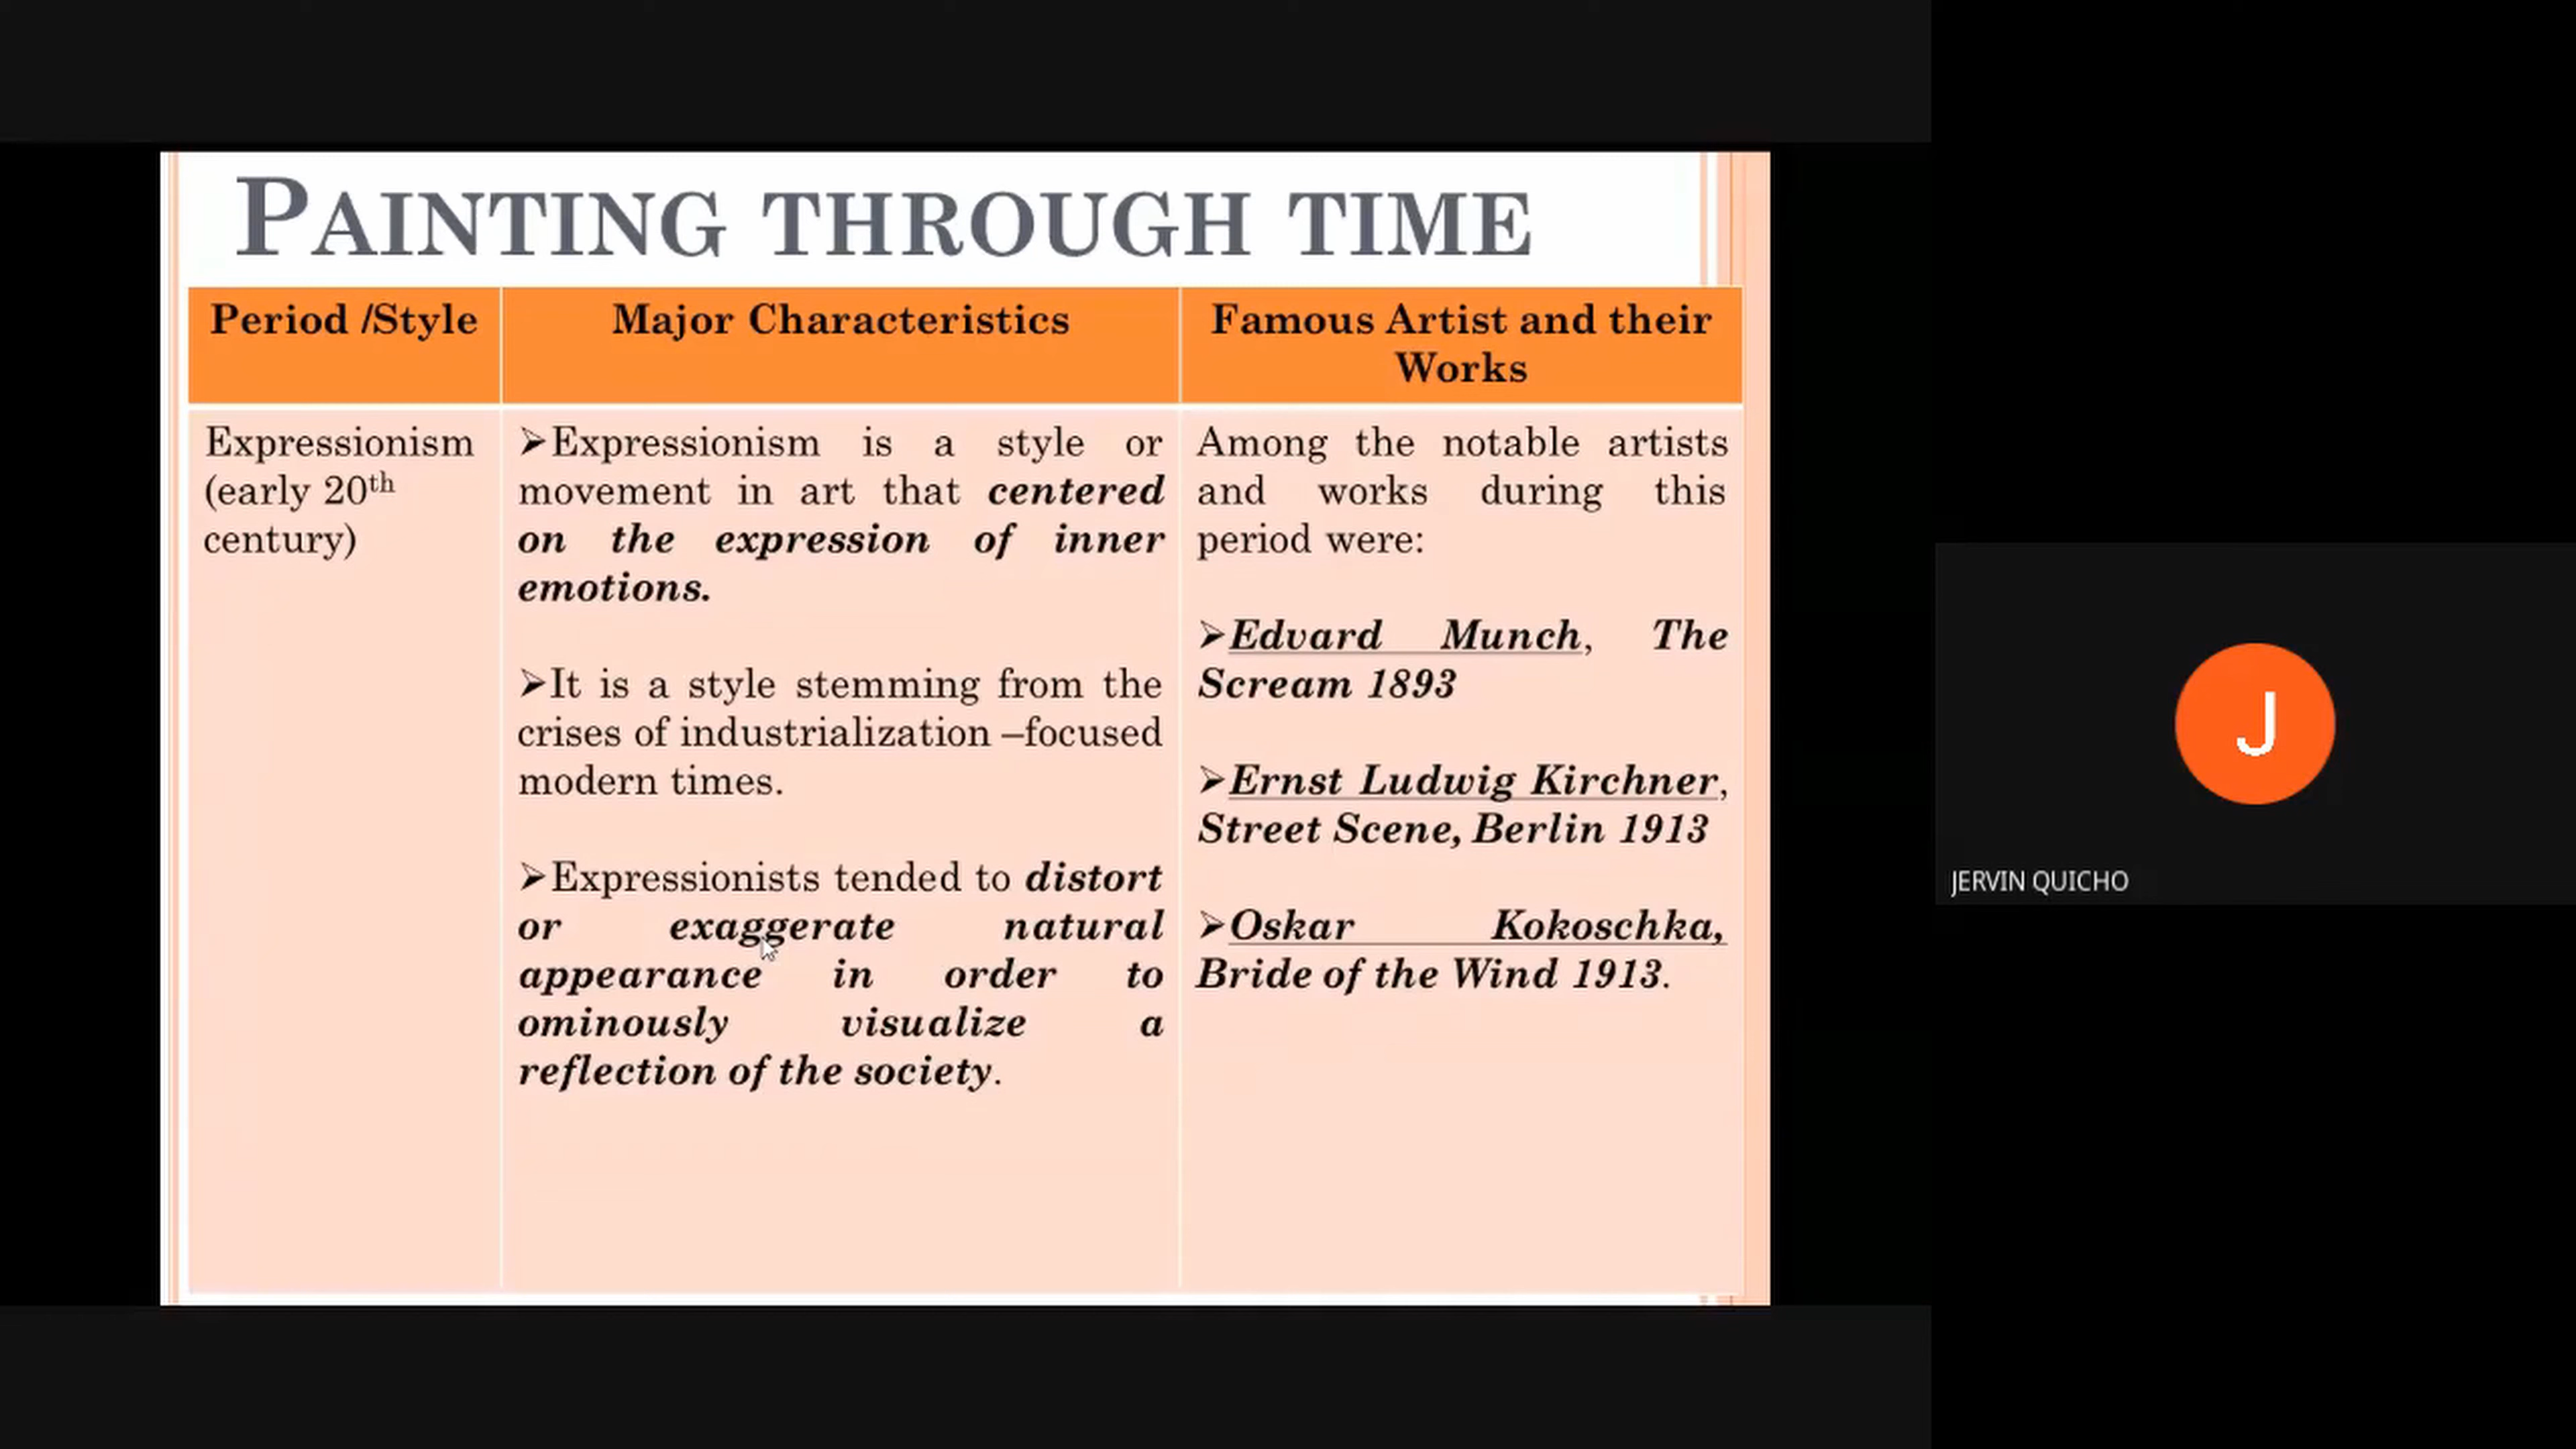 PAINTING THROUGH TIME
Period /Style
Major Characteristics
Famous Artist and their
Works
Expressionism
(early 20th
century)
➢Expressionism is a style or
movement in art that centered
on the expression of inner
emotions.
➢It is a style stemming from the
crises of industrialization –focused
modern times.
➢Expressionists tended to distort
or exaggerate natural
appearance in order to
ominously visualize a
reflection of the society.
Among the notable artists
and works during this
period were:
➢Edvard Munch, The
Scream 1893
➢Ernst Ludwig Kirchner,
Street Scene, Berlin 1913
➢Oskar Kokoschka,
Bride of the Wind 1913.
J
JERVIN QUICHO